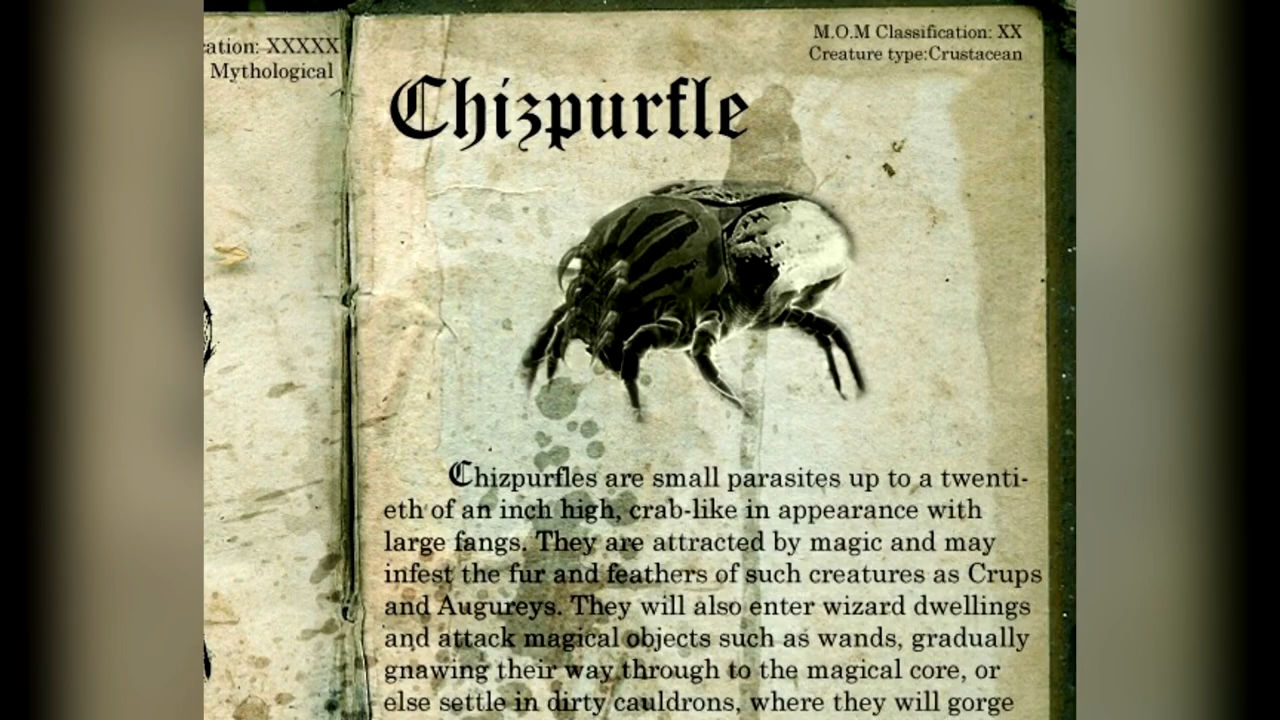 cation: XXXXX
Mythological
M.O.M Classification: XX
Creature type:Crustacean
Chizpurfle
Chizpurfles are small parasites up to a twenti-
eth of an inch high, crab-like in appearance with
large fangs. They are attracted by magic and may
infest the fur and feathers of such creatures as Crups
and Augureys. They will also enter wizard dwellings
and attack magical objects such as wands, gradually
gnawing their way through to the magical core, or
else settle in dirty cauldrons, where they will gorge